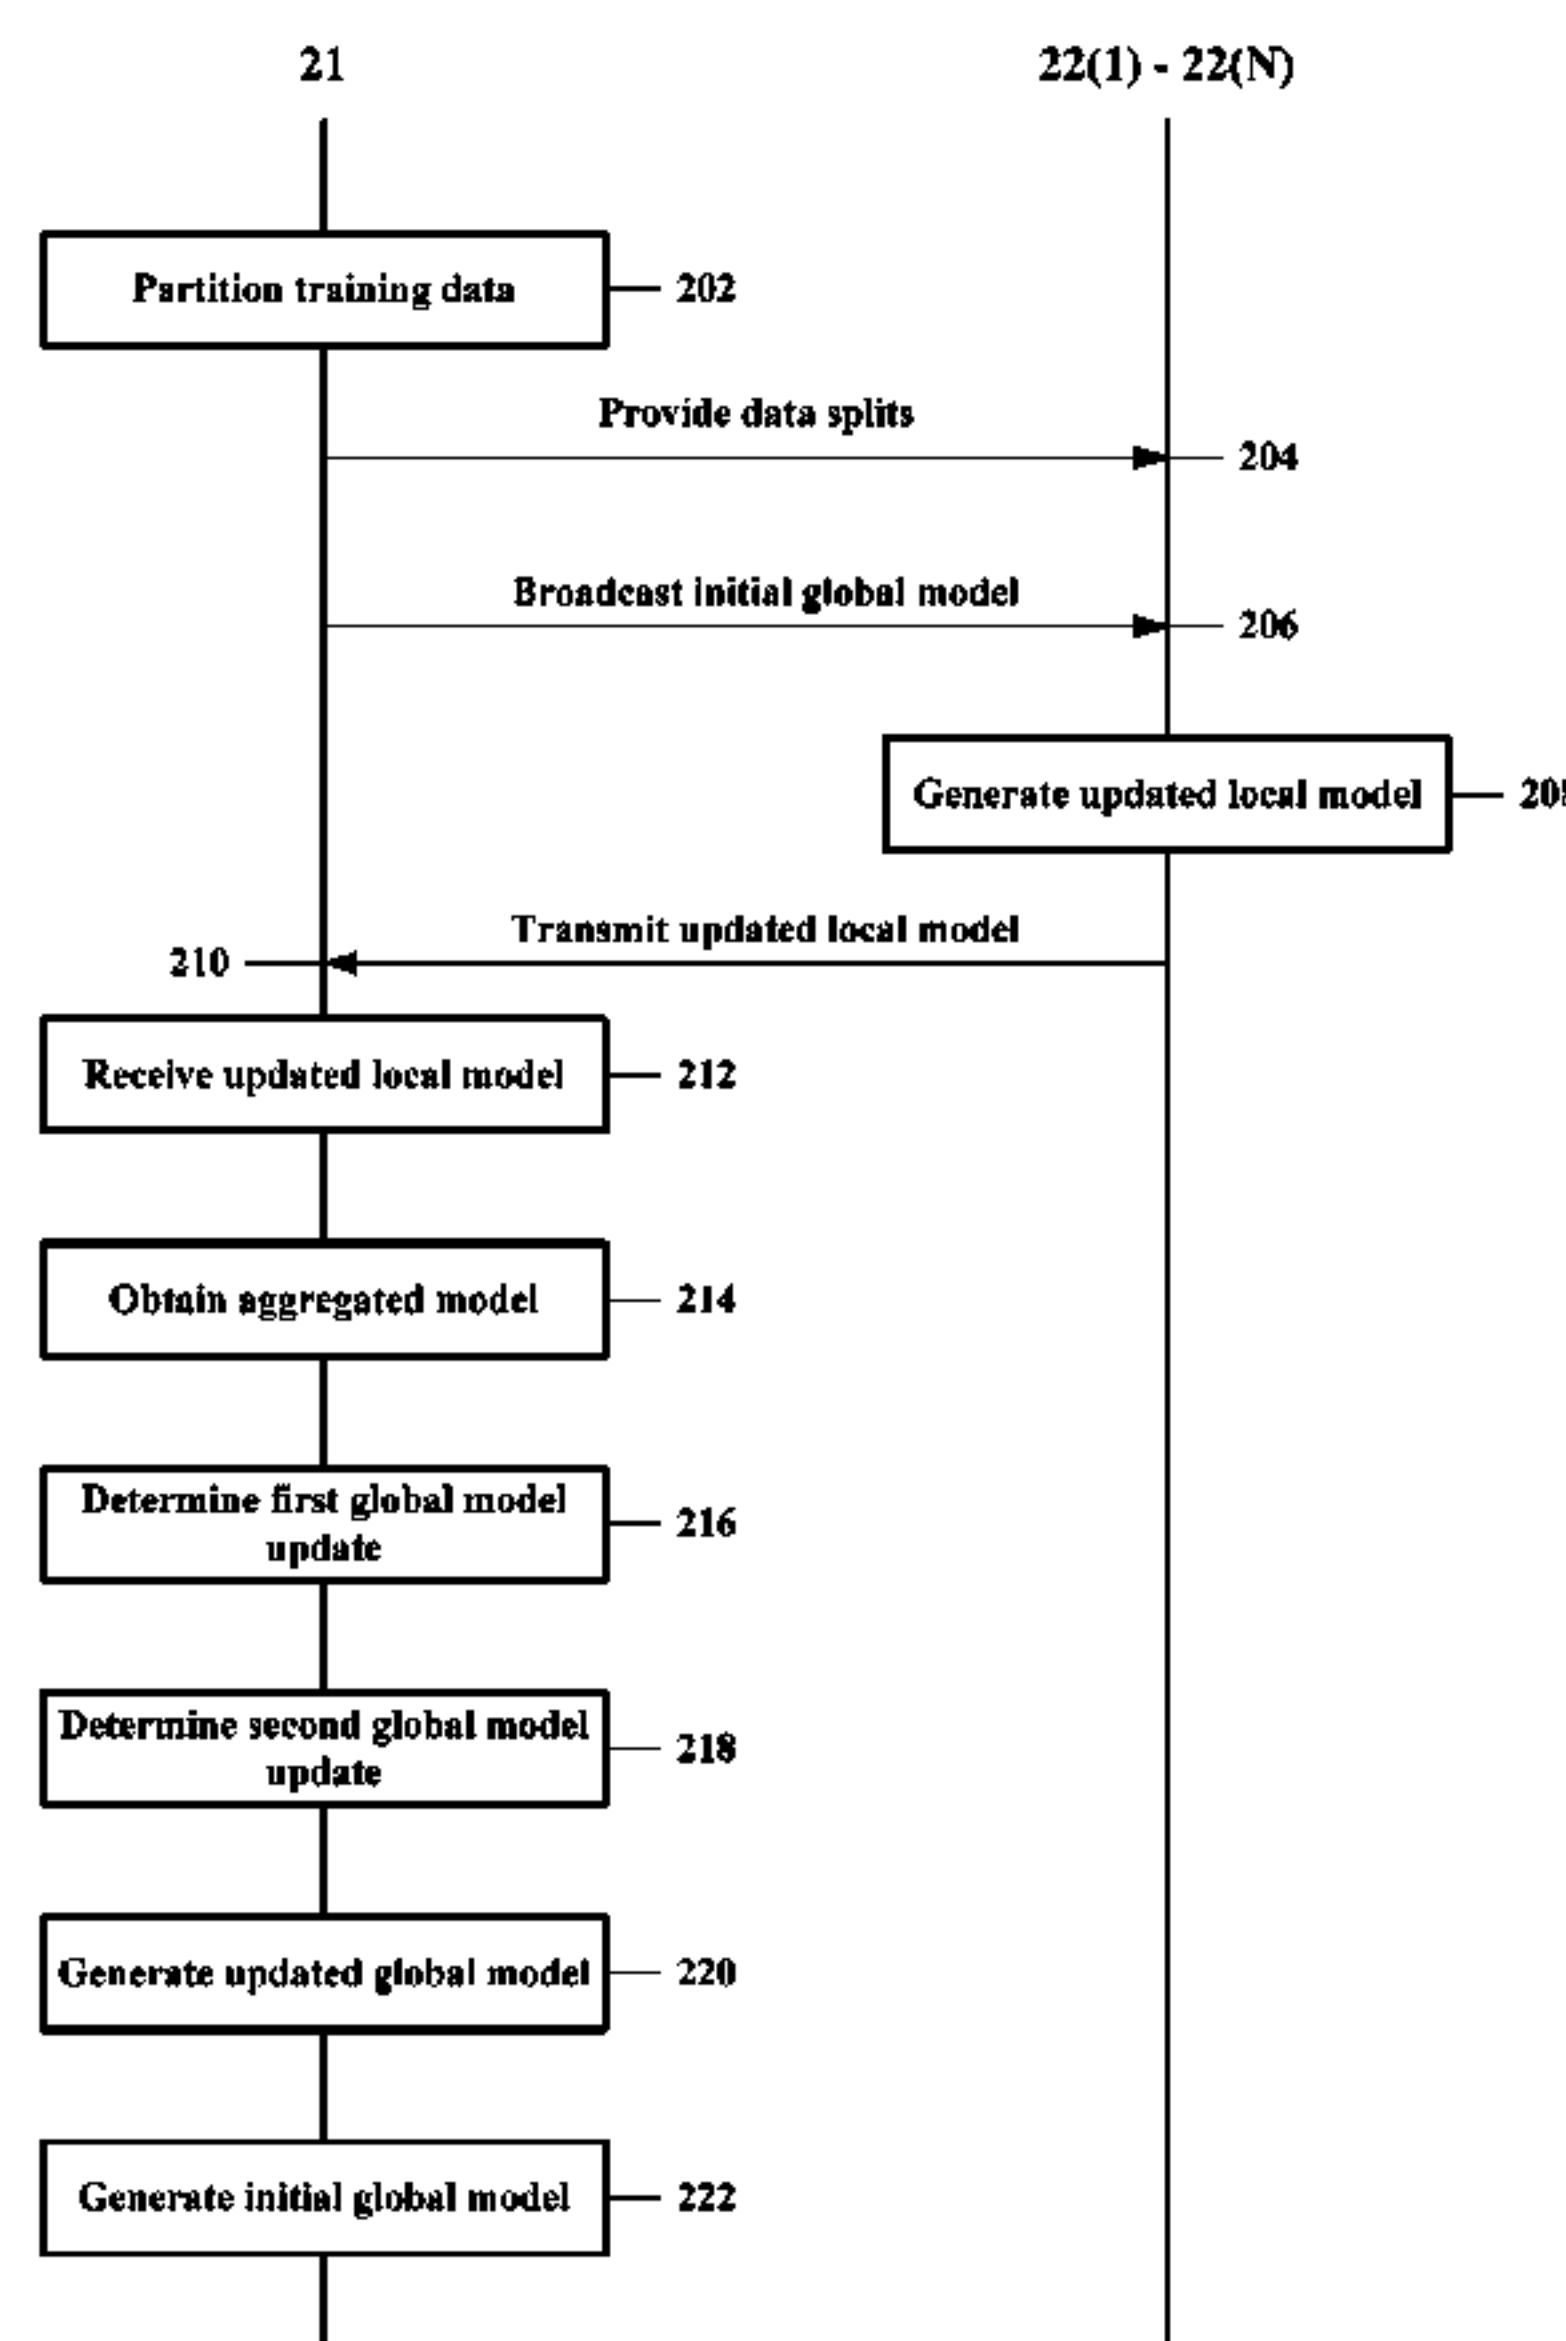 21
22(1) - 22(N)
Partition training data
202
Provide data splits
204
Broadcast initial global model
206
Generate updated local model
Transmit updated local model
210
Receive updated local model
212
Obtain aggregated model
214
Determine first global model
update
216
Determine second global model
update
218
Generate updated global model
220
Generate initial global model
222